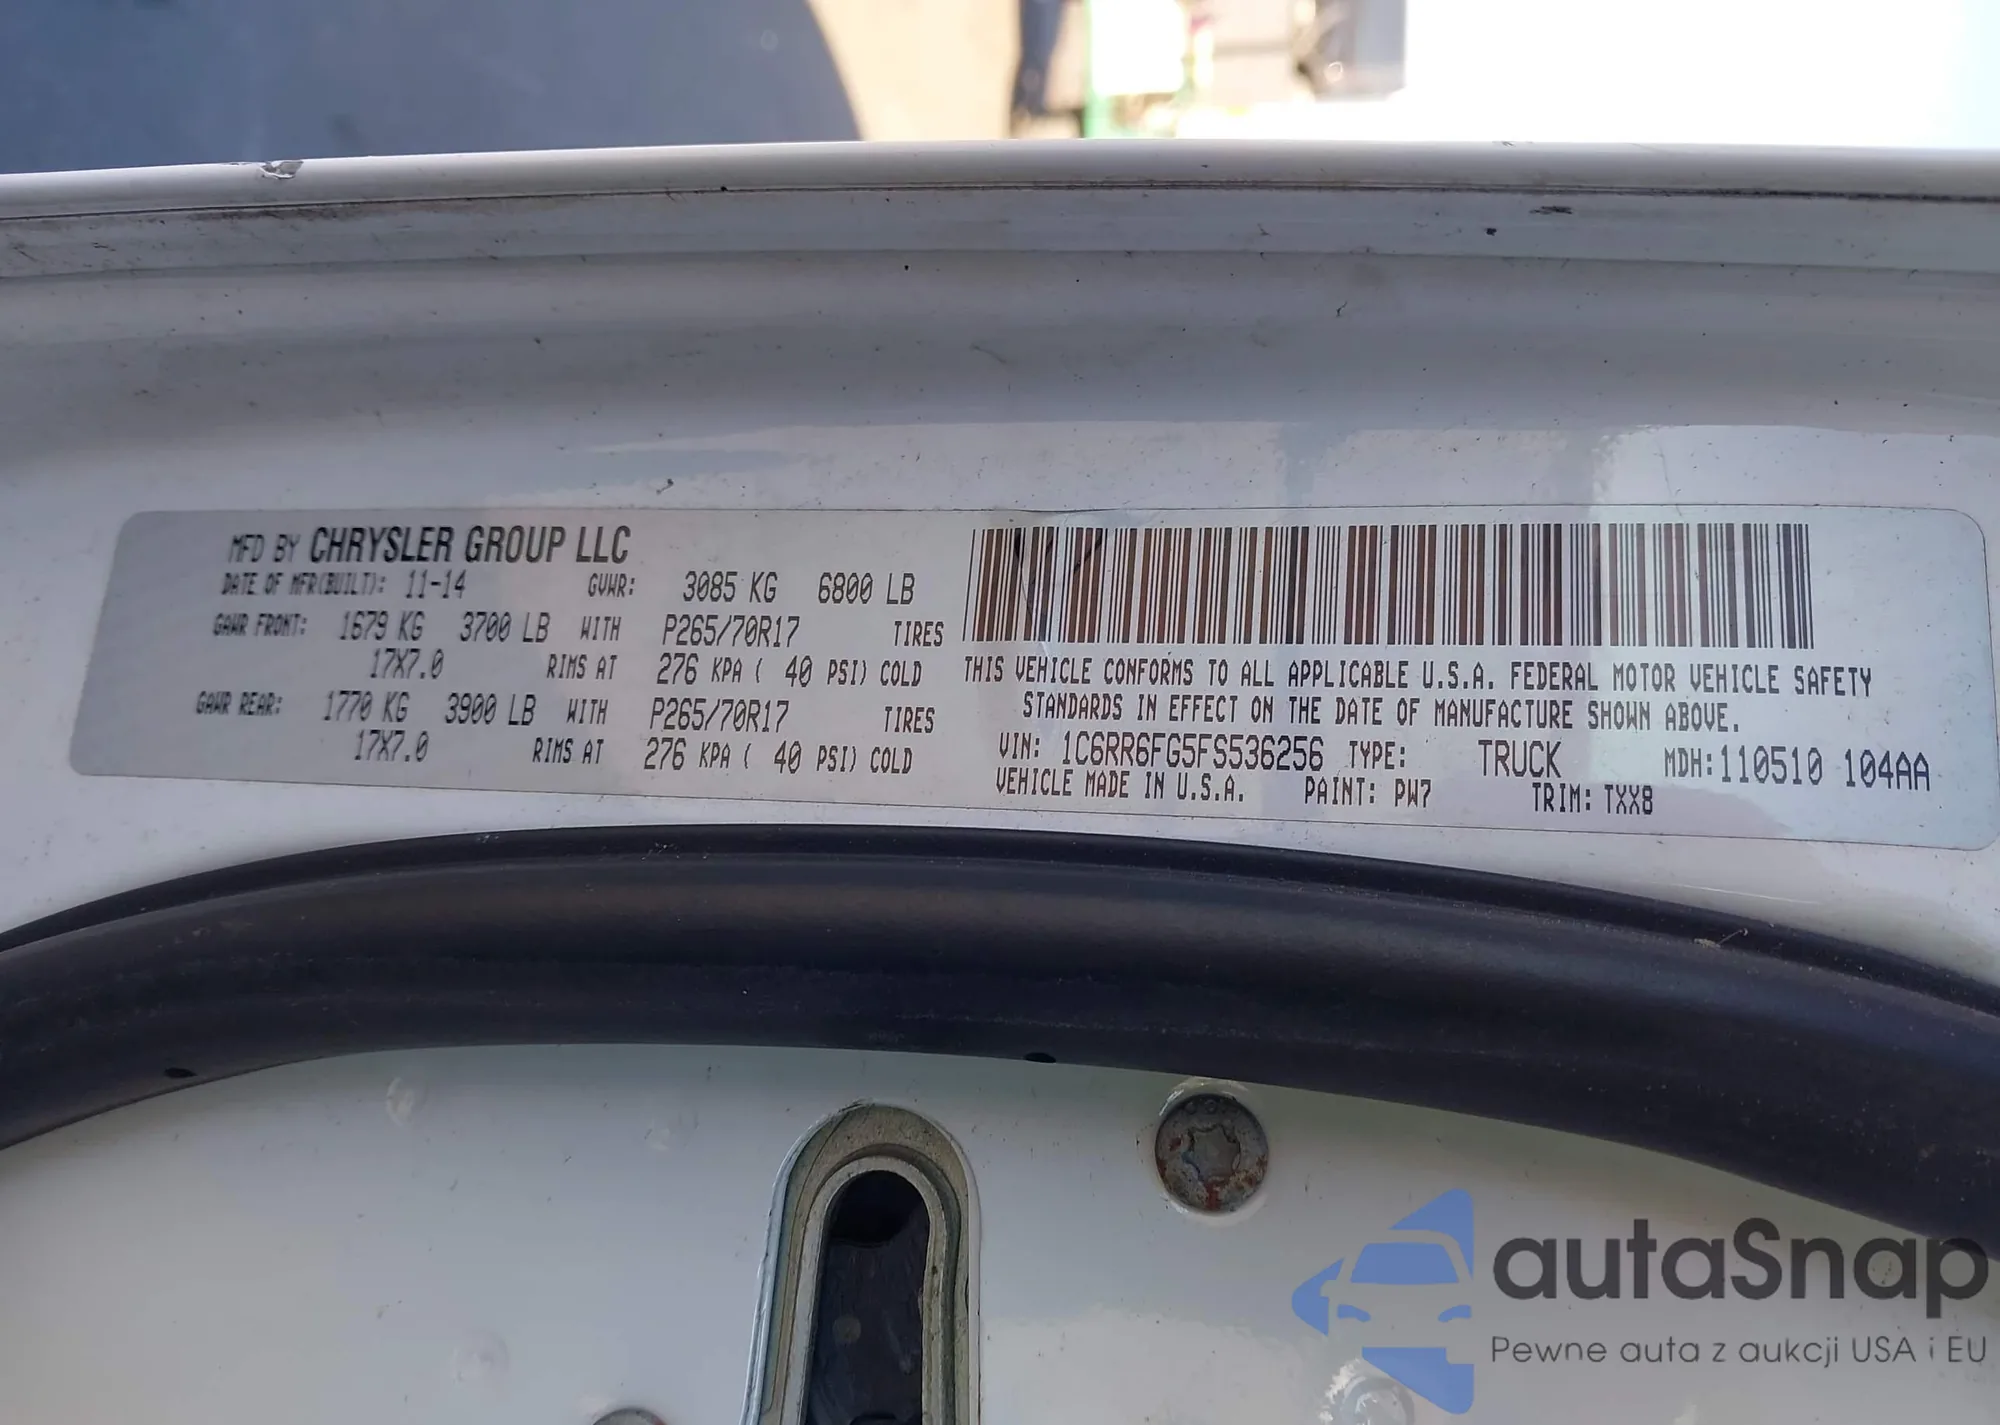 MFD BY CHRYSLER GROUP LLC
DATE OF MFR(BUILT): 11-14 GVWR: 3085 KG 6800 LB
GAWR FRONT: 1679 KG 3700 LB WITH P265/70R17 TIRES
17X7.0 RIMS AT 276 KPA ( 40 PSI) COLD
GAWR REAR: 1770 KG 3900 LB WITH P265/70R17 TIRES
17X7.0 RIMS AT 276 KPA ( 40 PSI) COLD
THIS VEHICLE CONFORMS TO ALL APPLICABLE U.S.A. FEDERAL MOTOR VEHICLE SAFETY
STANDARDS IN EFFECT ON THE DATE OF MANUFACTURE SHOWN ABOVE.
VIN: 1C6RR6FG5FS536256 TYPE: TRUCK MDH:110510 104AA
VEHICLE MADE IN U.S.A. PAINT: PW7 TRIM: TXX8
autaSnap
Pewne auta z aukcji USA i EU